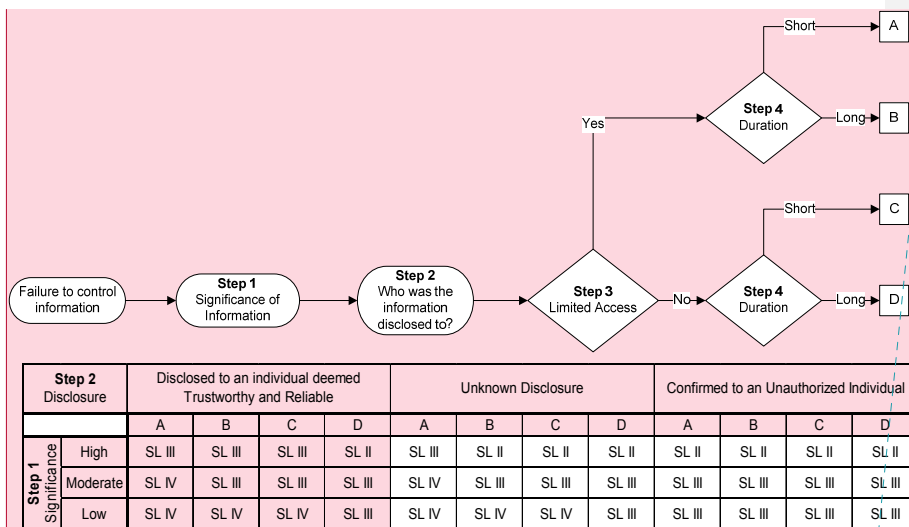 Short
A
Step 4
Duration
Long
B
Yes
Short
C
Failure to control
information
Step 1
Significance of
Information
Step 2
Who was the
information
disclosed to?
Step 3
Limited Access
No
Step 4
Duration
Long
D
Step 2
Disclosure
Disclosed to an individual deemed
Trustworthy and Reliable
Unknown Disclosure
Confirmed to an Unauthorized Individual
A B C D A B C D A B C D
Step 1
Significance
High SL III SL III SL III SL II SL III SL II SL II SL II SL II SL II SL II SL II
Moderate SL IV SL III SL III SL III SL IV SL III SL III SL III SL III SL III SL III SL III
Low SL IV SL IV SL IV SL III SL IV SL IV SL IV SL III SL III SL III SL III SL III